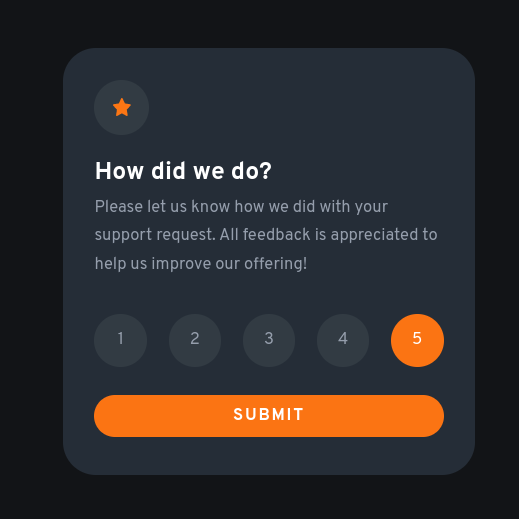 How did we do?
Please let us know how we did with your
support request. All feedback is appreciated to
help us improve our offering!
1 2 3 4 5
SUBMIT